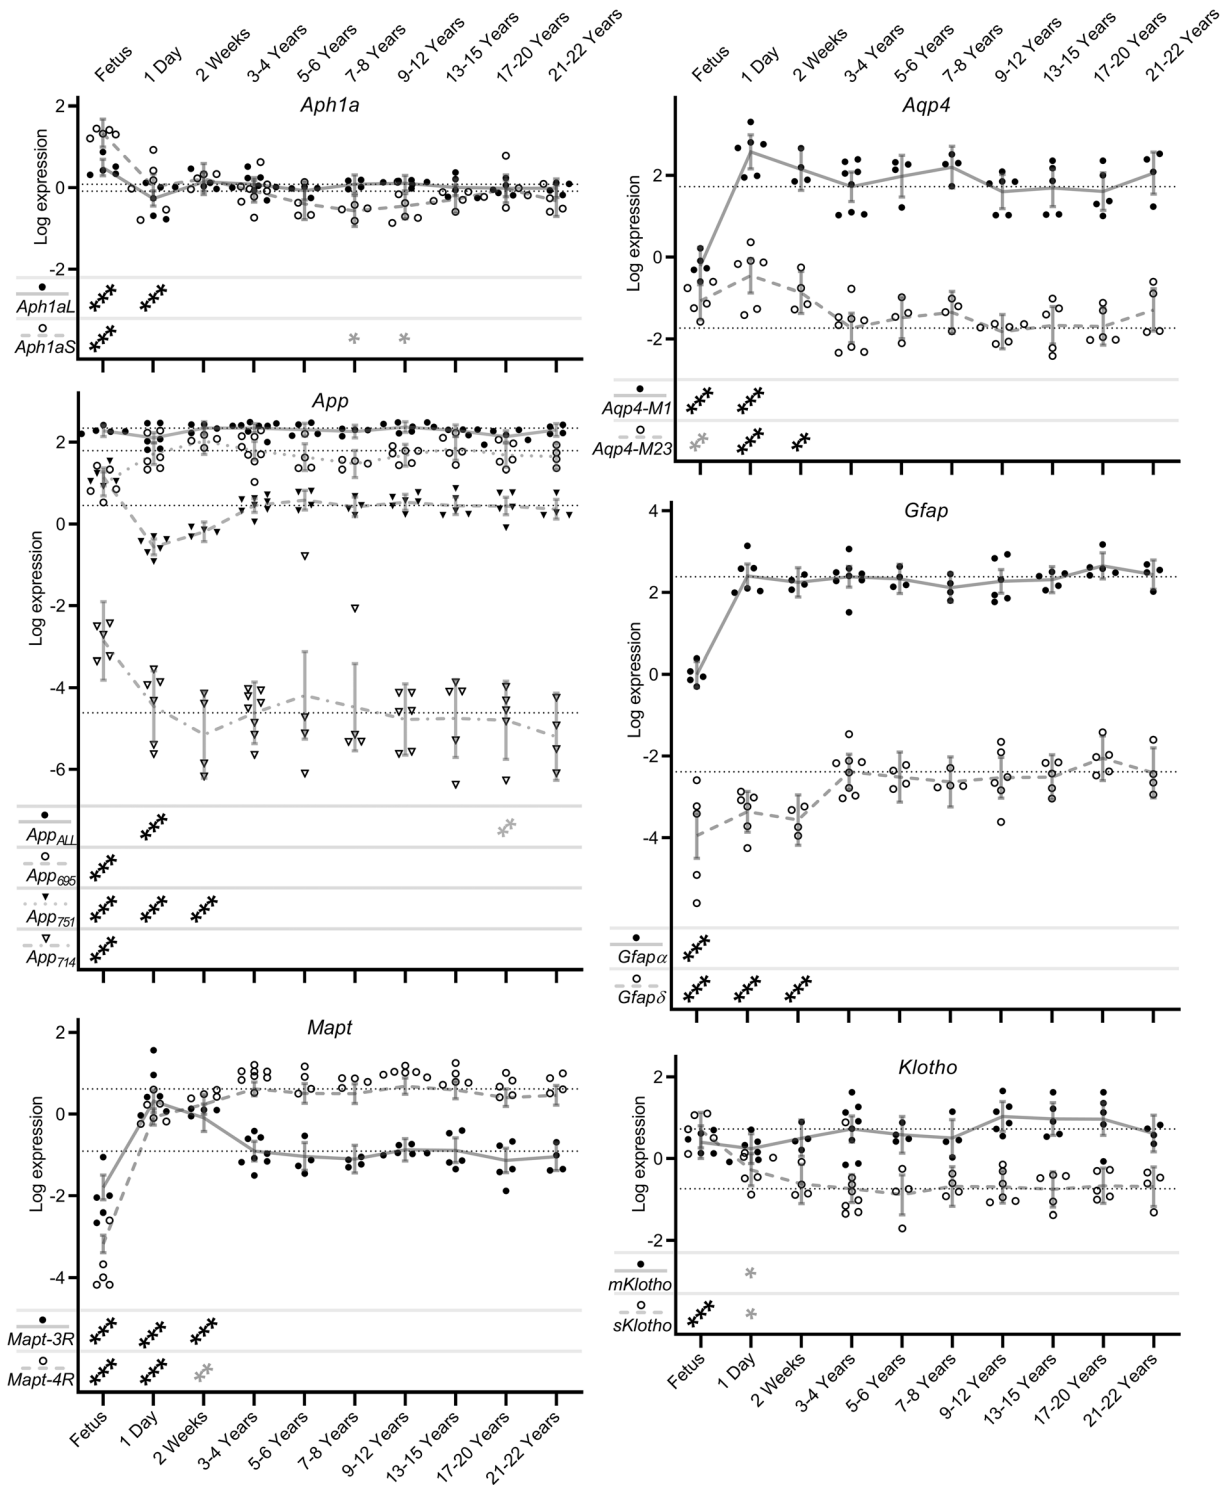 Fetus
1 Day
2 Weeks
3-4 Years
5-6 Years
7-8 Years
9-12 Years
13-15 Years
17-20 Years
21-22 Years
Aph1a
Log expression
2
0
-2
Aph1aL
***
***
Aph1aS
***
*
*
App
Log expression
2
0
-2
-4
-6
AppALL
***
**
App695
***
App751
***
***
***
App714
***
Mapt
Log expression
2
0
-2
-4
Mapt-3R
***
***
***
Mapt-4R
***
***
**
Fetus
1 Day
2 Weeks
3-4 Years
5-6 Years
7-8 Years
9-12 Years
13-15 Years
17-20 Years
21-22 Years
Fetus
1 Day
2 Weeks
3-4 Years
5-6 Years
7-8 Years
9-12 Years
13-15 Years
17-20 Years
21-22 Years
Aqp4
Log expression
2
0
-2
Aqp4-M1
***
***
Aqp4-M23
**
***
**
Gfap
Log expression
4
2
0
-2
-4
Gfapα
***
Gfapδ
***
***
***
Klotho
Log expression
2
0
-2
mKlotho
*
sKlotho
***
*
Fetus
1 Day
2 Weeks
3-4 Years
5-6 Years
7-8 Years
9-12 Years
13-15 Years
17-20 Years
21-22 Years